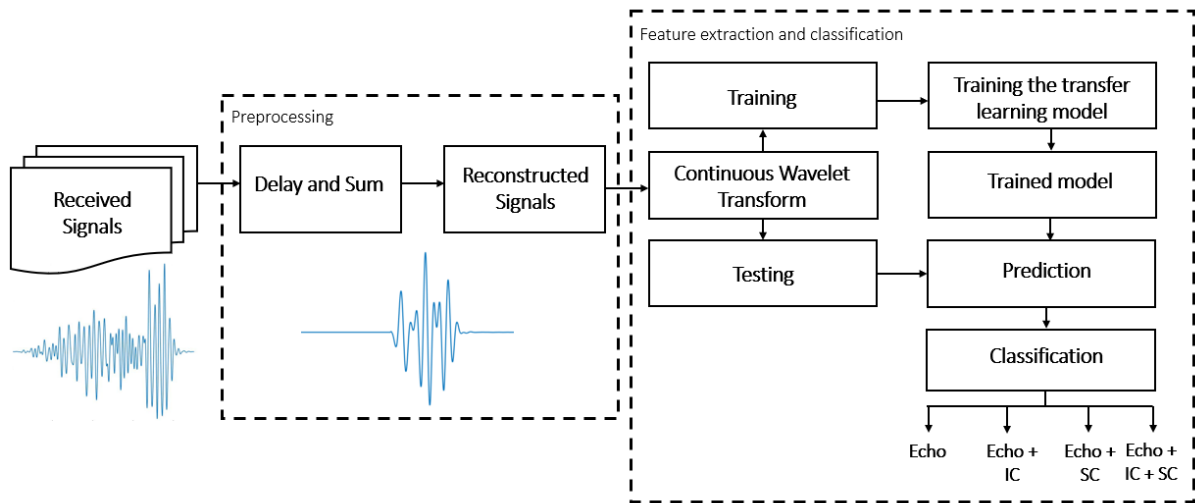 Feature extraction and classification
Preprocessing
Received
Signals
Delay and Sum
Reconstructed
Signals
Continuous Wavelet
Transform
Training
Training the transfer
learning model
Trained model
Testing
Prediction
Classification
Echo
Echo +
IC
Echo +
SC
Echo +
IC + SC